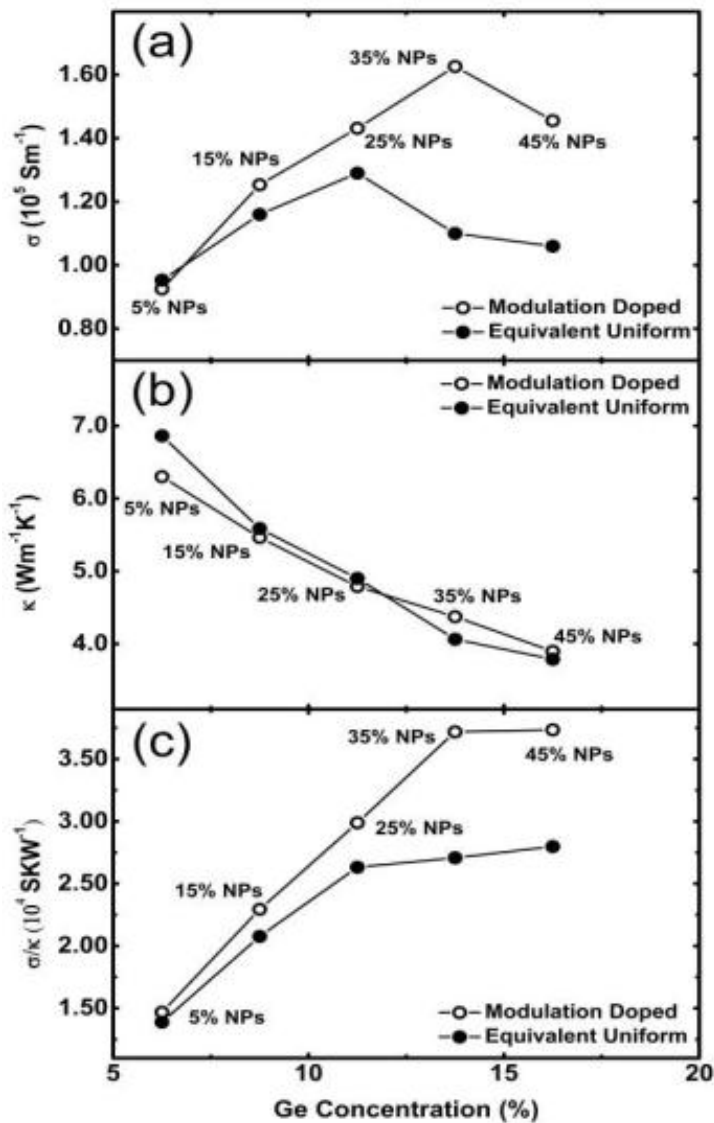 (a)
1.60
1.40
1.20
1.00
0.80
σ (10⁵ Sm⁻¹)
35% NPs
15% NPs
25% NPs
45% NPs
5% NPs
Modulation Doped
Equivalent Uniform
(b)
Modulation Doped
Equivalent Uniform
7.0
6.0
5.0
4.0
κ (Wm⁻¹K⁻¹)
5% NPs
15% NPs
25% NPs
35% NPs
45% NPs
(c)
3.50
3.00
2.50
2.00
1.50
σ/κ (10⁴ SKW⁻¹)
35% NPs
45% NPs
25% NPs
15% NPs
5% NPs
Modulation Doped
Equivalent Uniform
5 10 15 20
Ge Concentration (%)